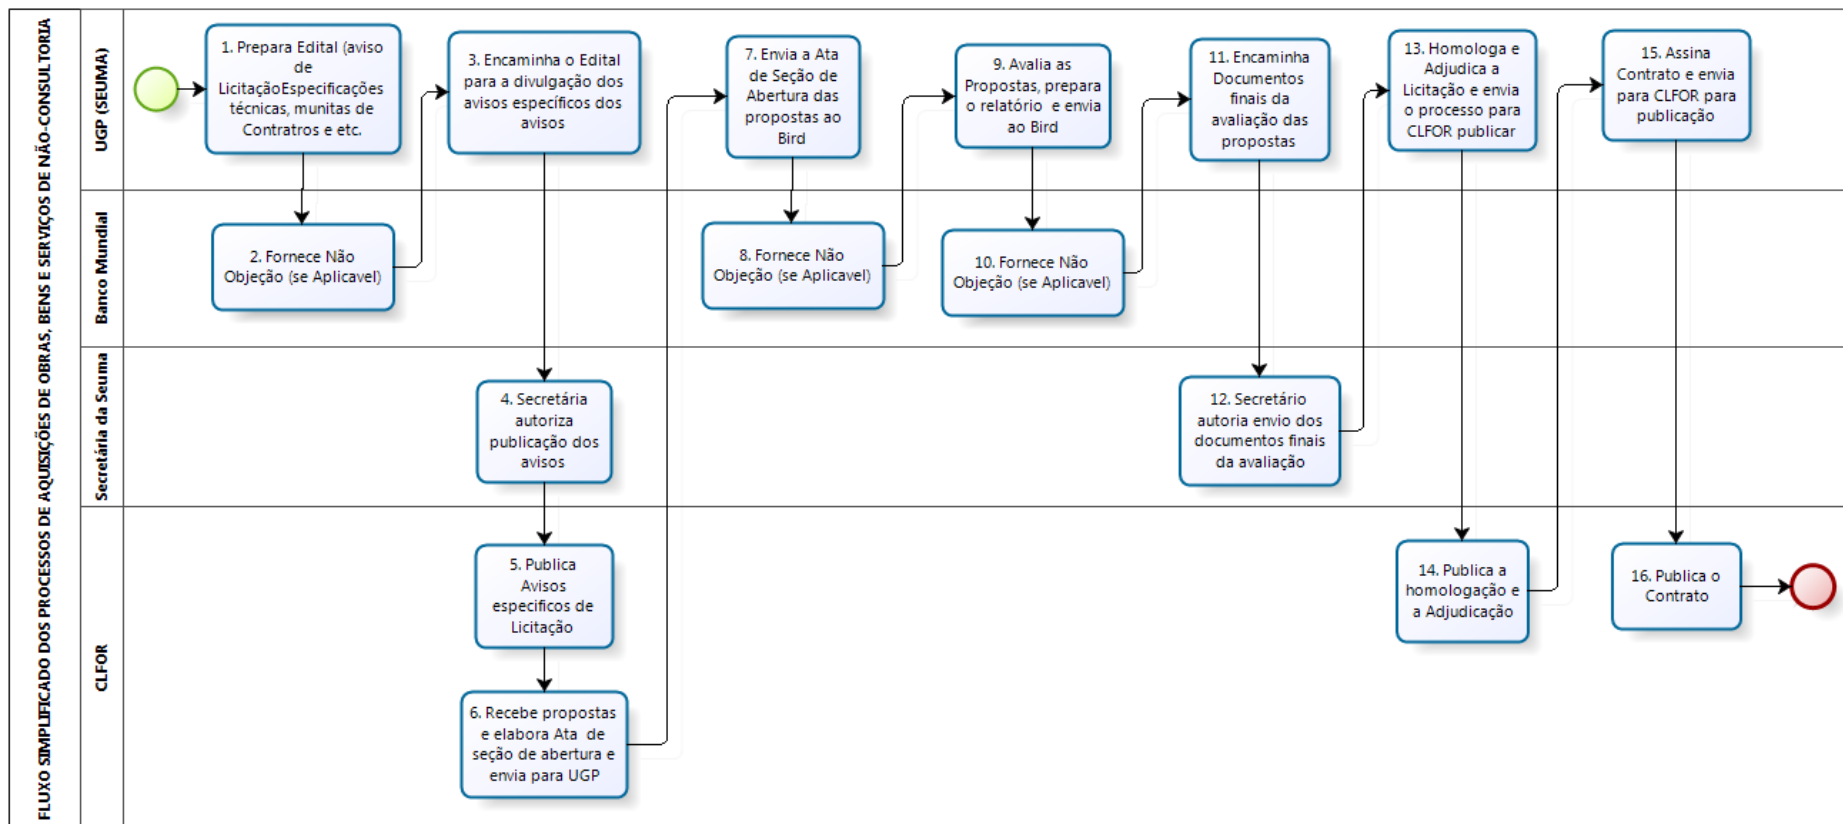 FLUXO SIMPLIFICADO DOS PROCESSOS DE AQUISIÇÕES DE OBRAS, BENS E SERVIÇOS DE NÃO-CONSULTORIA
UGP (SEUMA)
1. Prepara Edital (aviso
de
LicitaçãoEspecificações
técnicas, munitas de
Contratros e etc.
3. Encaminha o Edital
para a divulgação dos
avisos específicos dos
avisos
7. Envia a Ata
de Seção de
Abertura das
propostas ao
Bird
9. Avalia as
Propostas, prepara
o relatório e envia
ao Bird
11. Encaminha
Documentos
finais da
avaliação das
propostas
13. Homologa e
Adjudica a
Licitação e envia
o processo para
CLFOR publicar
15. Assina
Contrato e envia
para CLFOR para
publicação
Banco Mundial
2. Fornece Não
Objeção (se Aplicavel)
8. Fornece Não
Objeção (se Aplicavel)
10. Fornece Não
Objeção (se Aplicavel)
Secretária da Seuma
4. Secretária
autoriza
publicação dos
avisos
12. Secretário
autoria envio dos
documentos finais
da avaliação
CLFOR
5. Publica
Avisos
especificos de
Licitação
6. Recebe propostas
e elabora Ata de
seção de abertura e
envia para UGP
14. Publica a
homologação e
a Adjudicação
16. Publica o
Contrato